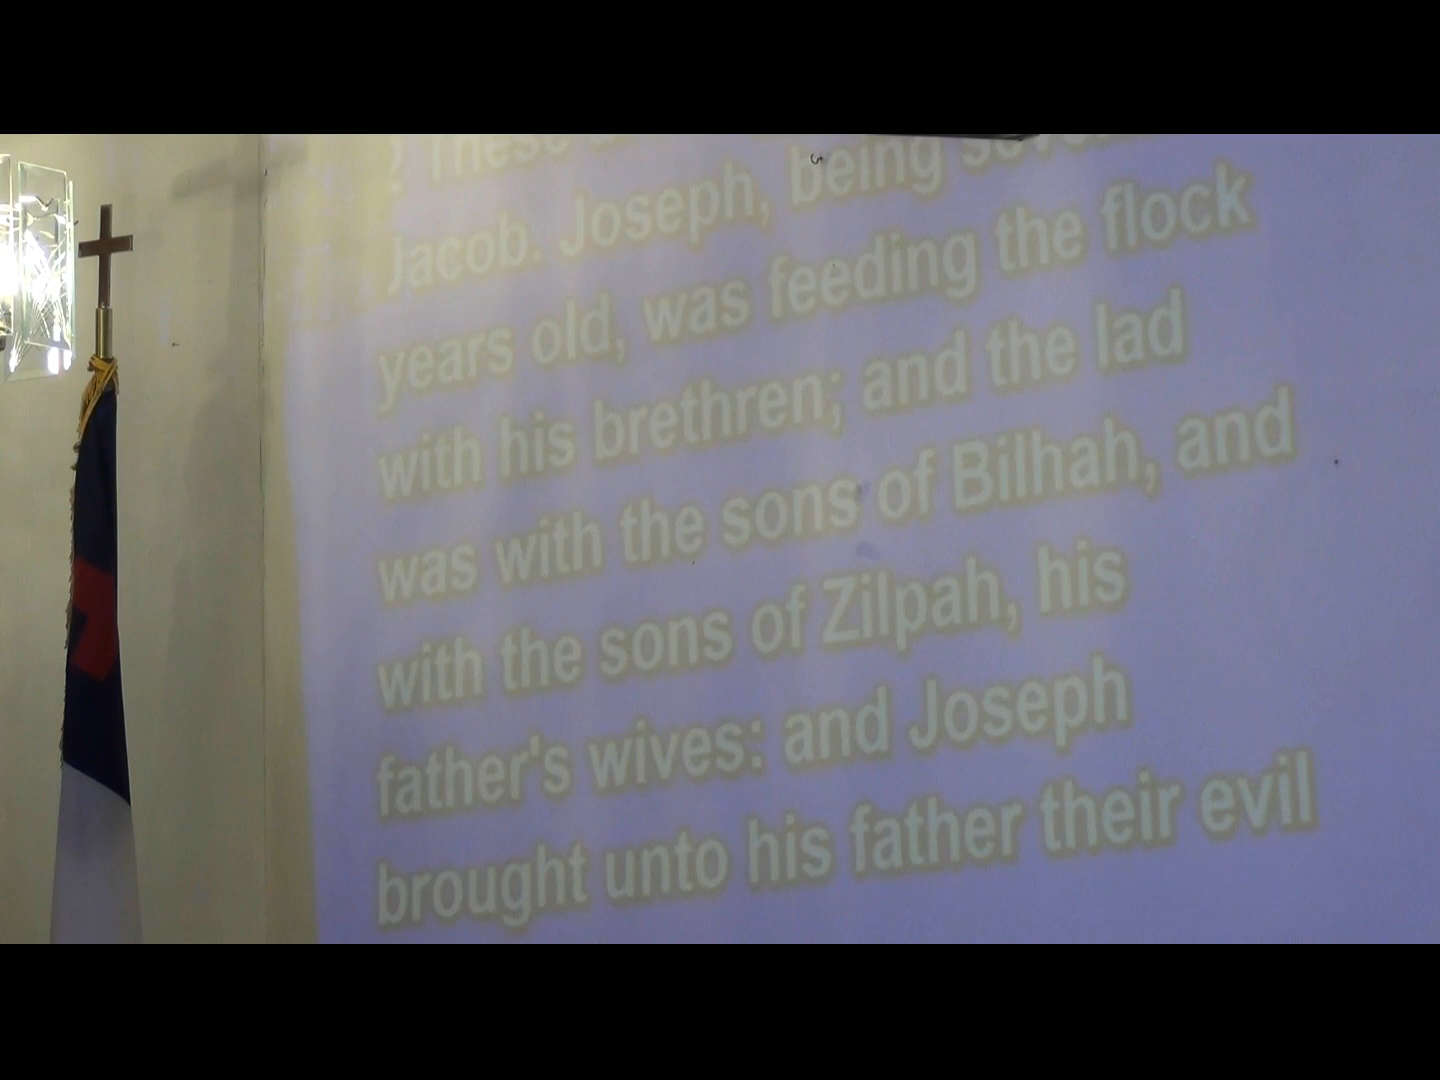 2 These
Jacob. Joseph, being
years old, was feeding the flock
with his brethren; and the lad
was with the sons of Bilhah, and
with the sons of Zilpah, his
father's wives: and Joseph
brought unto his father their evil